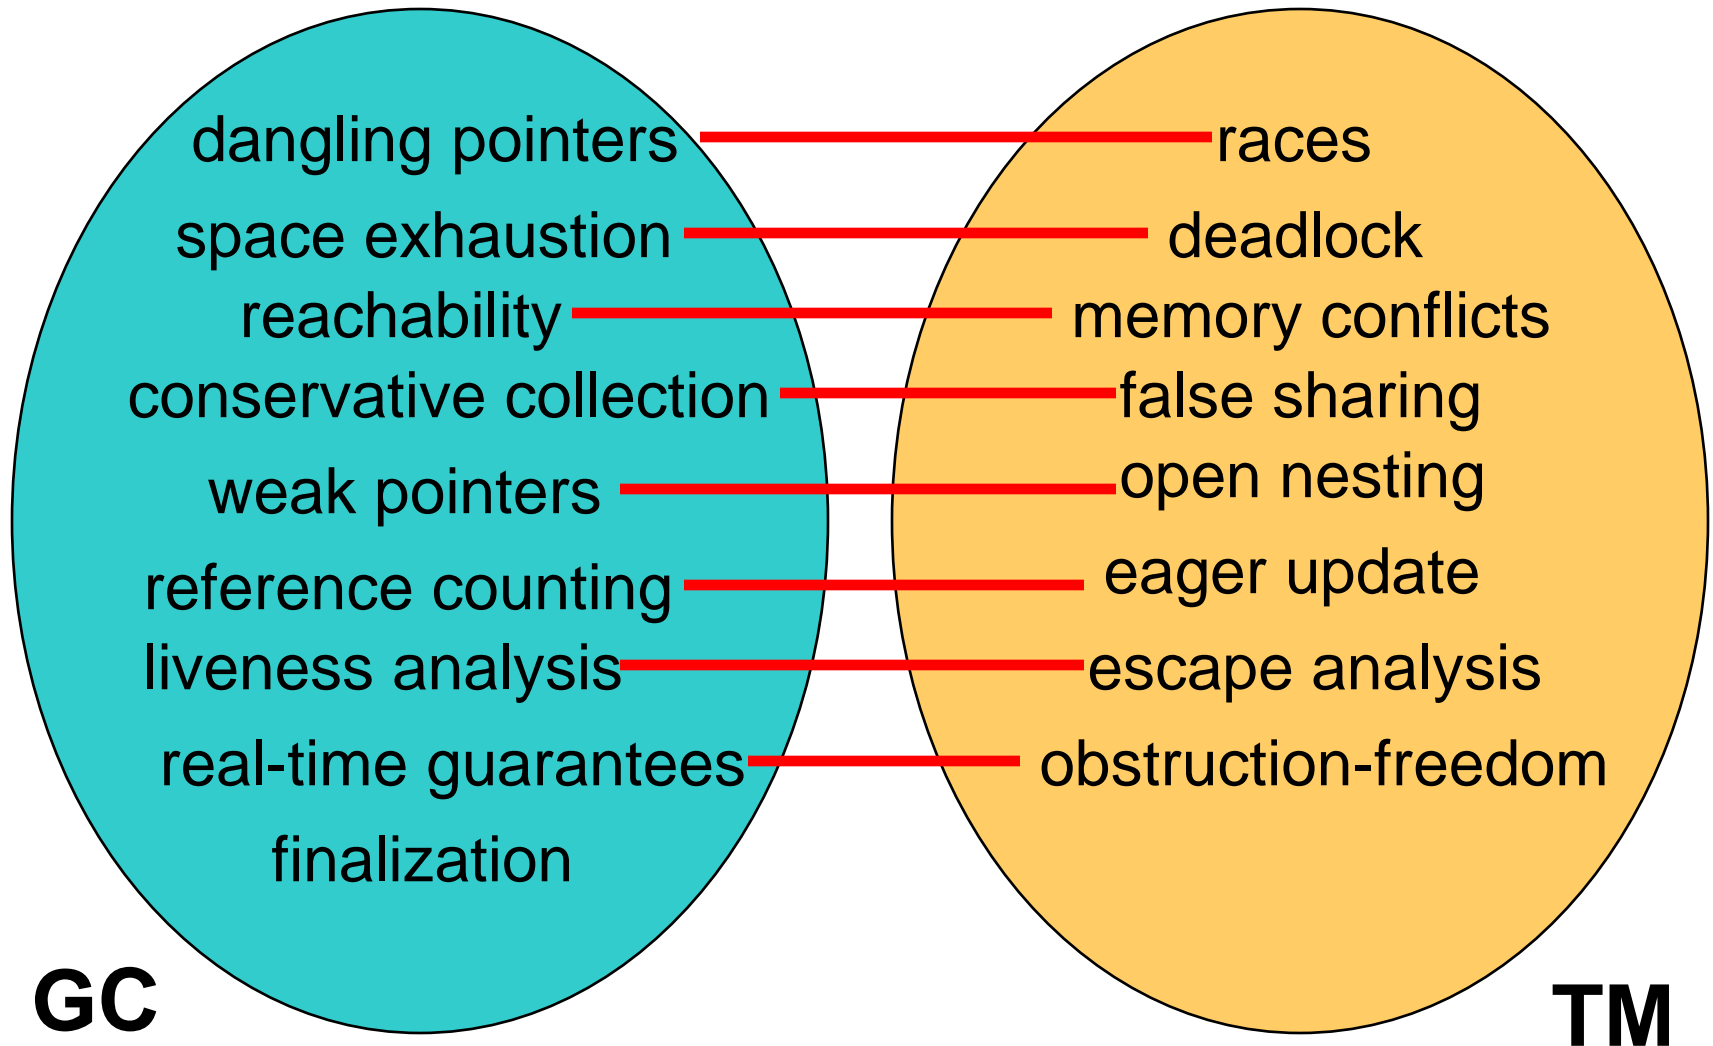 dangling pointers races
space exhaustion deadlock
reachability memory conflicts
conservative collection false sharing
weak pointers open nesting
reference counting eager update
liveness analysis escape analysis
real-time guarantees obstruction-freedom
finalization
GC TM